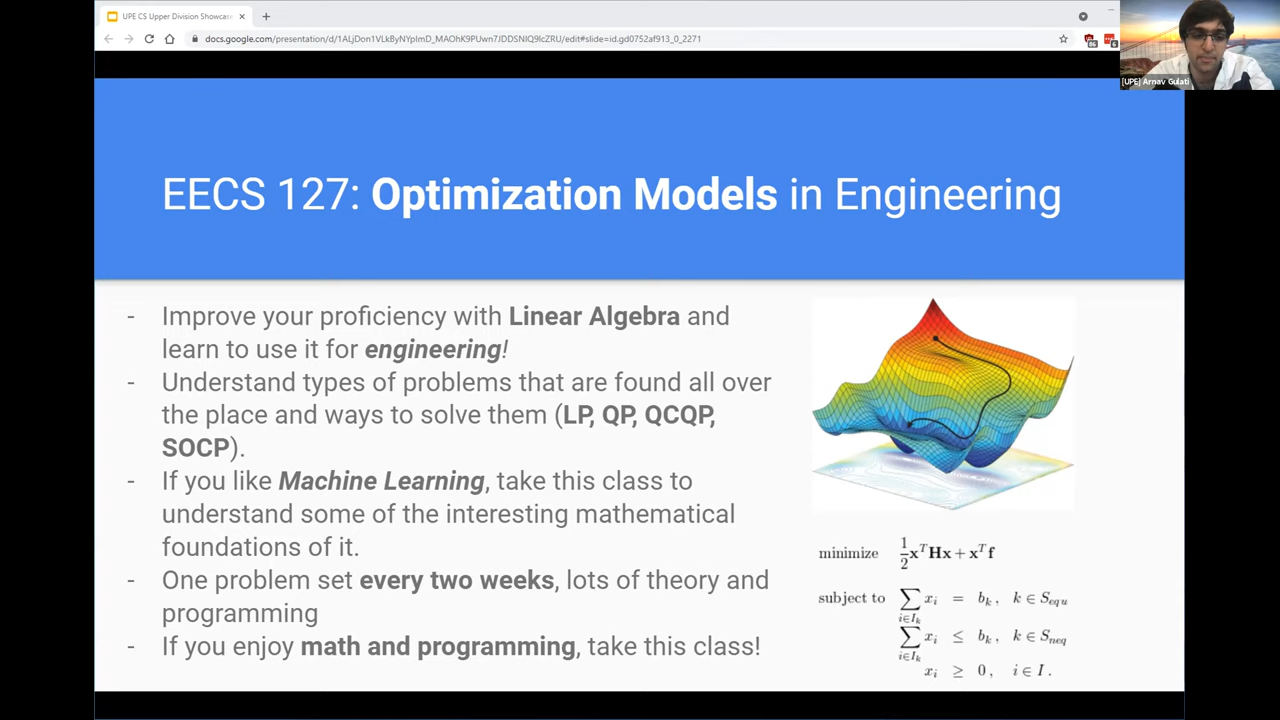 UPE CS Upper Division Showcase
docs.google.com/presentation/d/1ALjDon1VLkByNYpImD_MAOhK9PUwn7JDDSNIQ9lcZRU/edit#slide=id.gd0752af913_0_2271
[UPE] Arnav Gulati
EECS 127: Optimization Models in Engineering
- Improve your proficiency with Linear Algebra and
learn to use it for engineering!
- Understand types of problems that are found all over
the place and ways to solve them (LP, QP, QCQP,
SOCP).
- If you like Machine Learning, take this class to
understand some of the interesting mathematical
foundations of it.
- One problem set every two weeks, lots of theory and
programming
- If you enjoy math and programming, take this class!
minimize 1/2 x^T Hx + x^T f
subject to ∑_{i∈I_k} x_i = b_k , k ∈ S_equ
∑_{i∈I_k} x_i ≤ b_k , k ∈ S_neq
x_i ≥ 0 , i ∈ I .